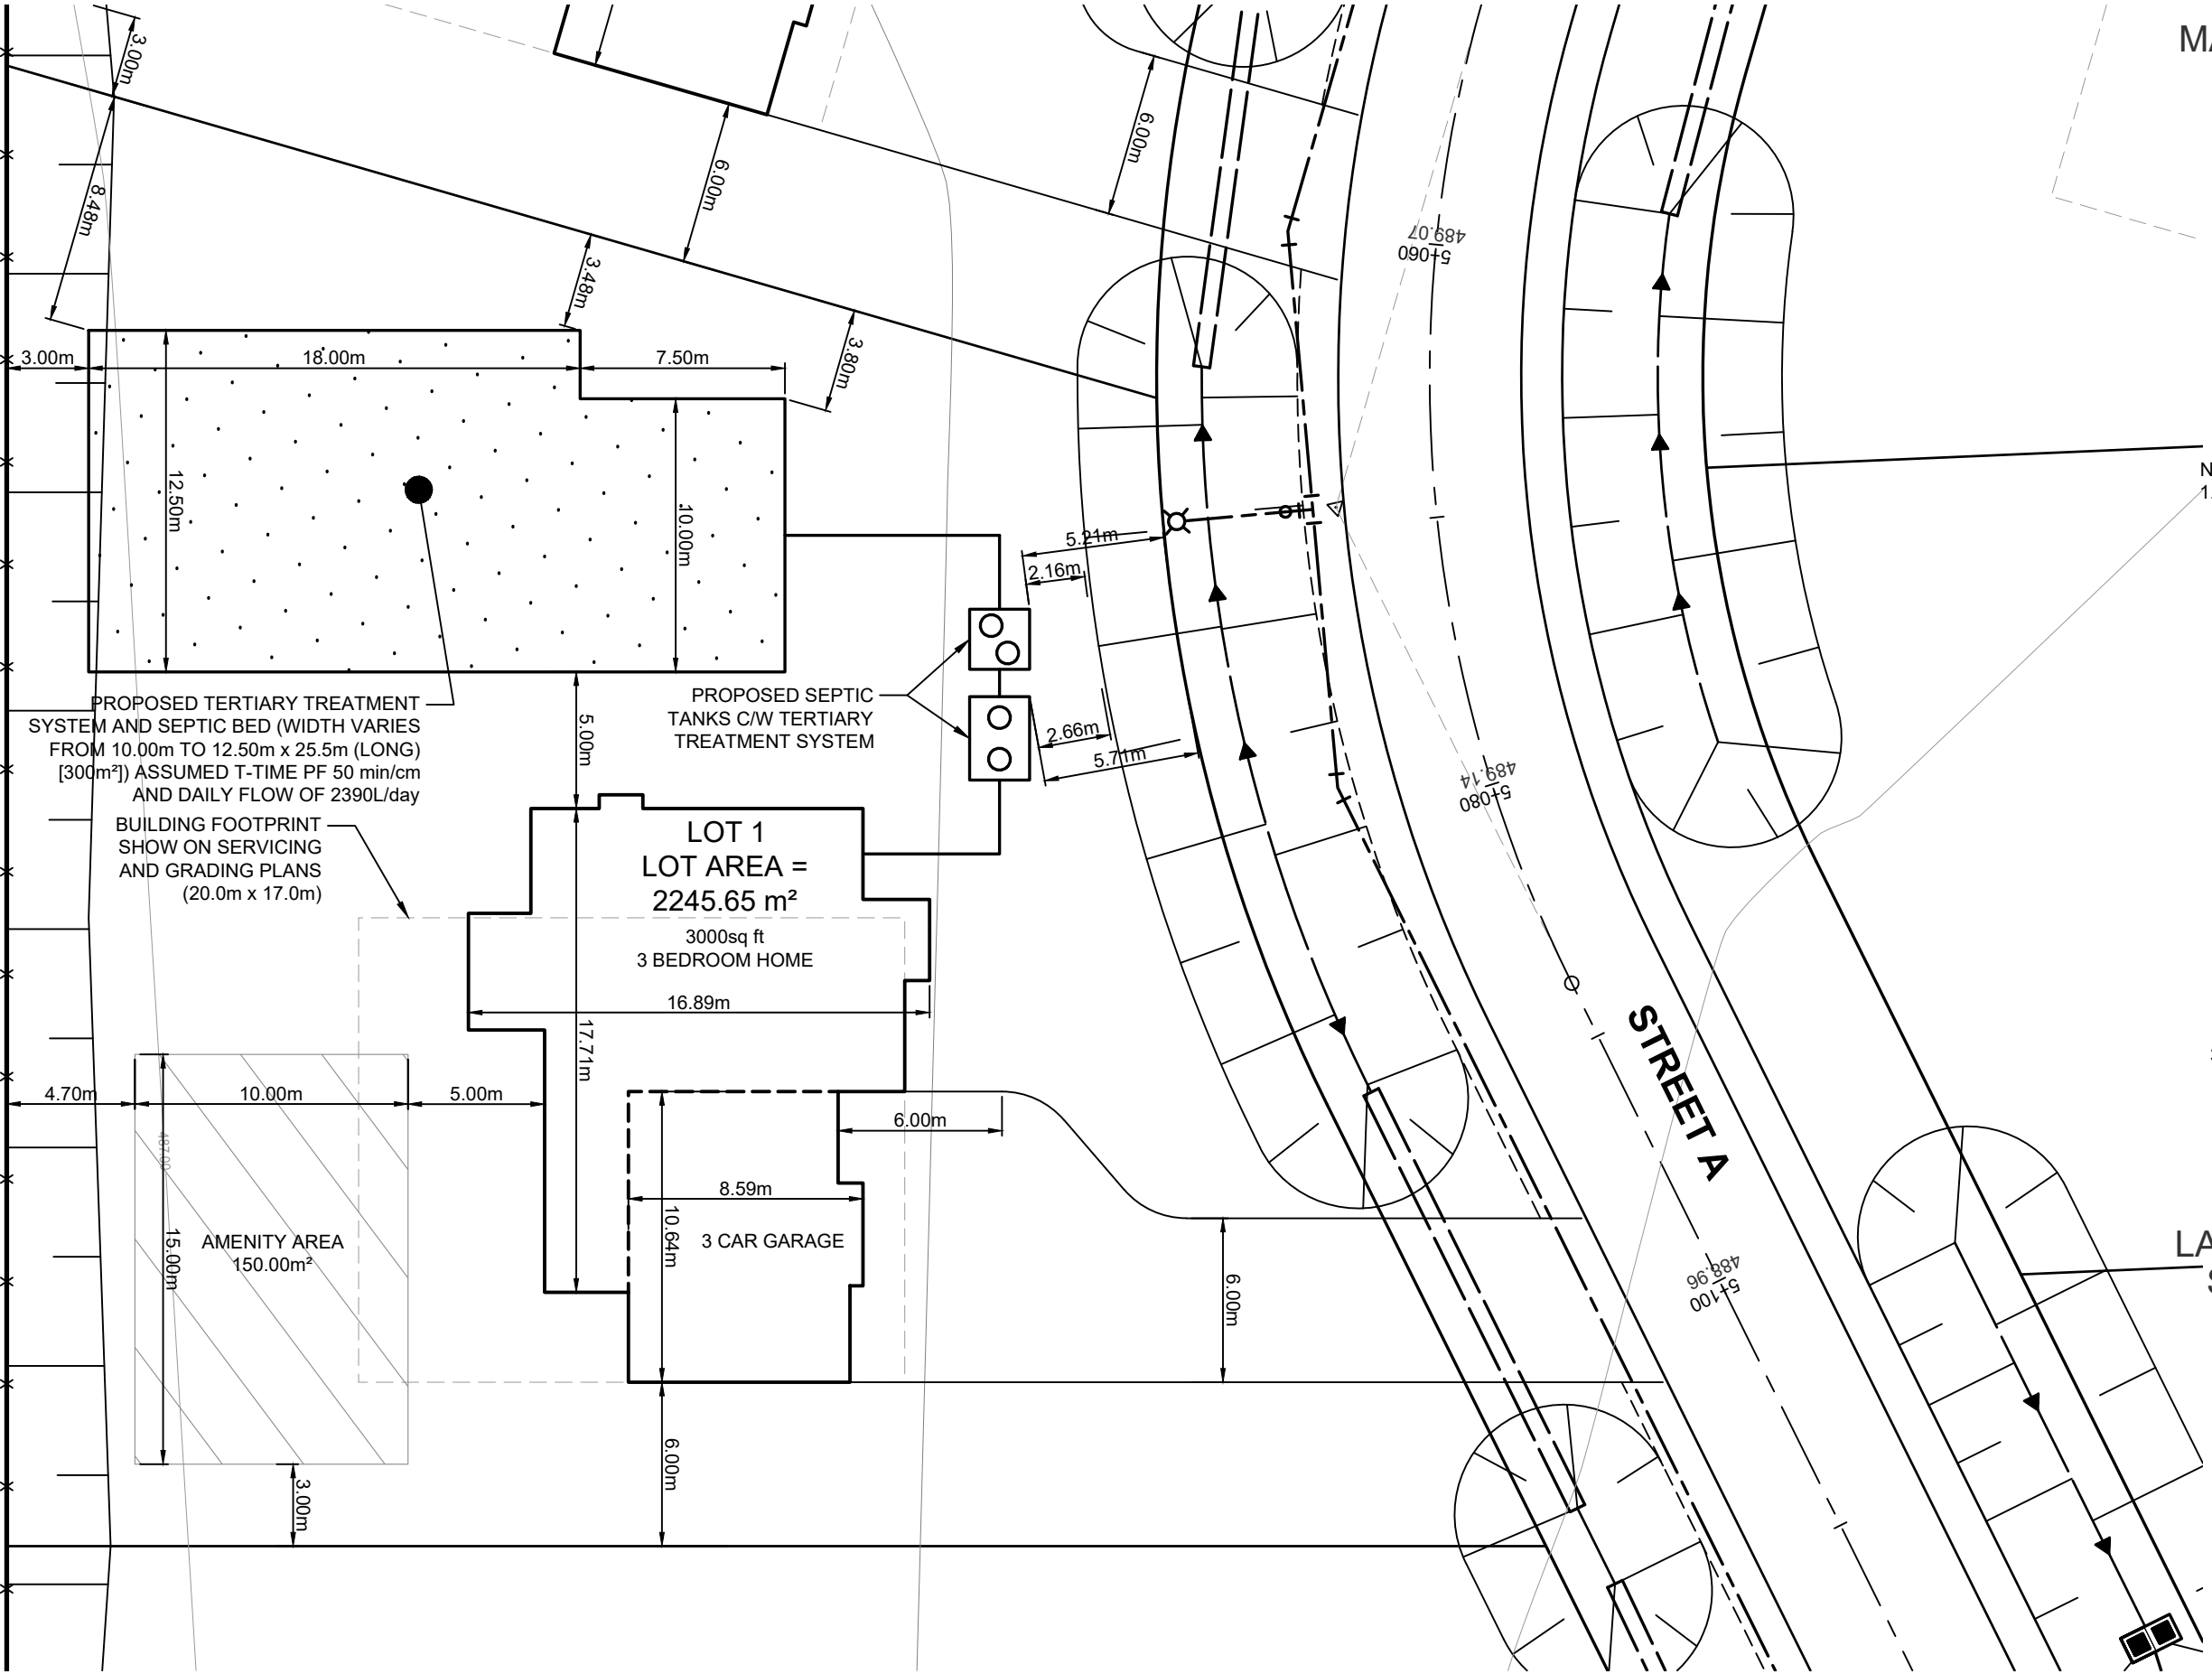 MA
3.00m
8.48m
6.00m
6.00m
3.48m
3.80m
489.07
5+060
3.00m
18.00m
7.50m
12.50m
10.00m
N
1.
5.21m
2.16m
PROPOSED TERTIARY TREATMENT
SYSTEM AND SEPTIC BED (WIDTH VARIES
FROM 10.00m TO 12.50m x 25.5m (LONG)
[300m²]) ASSUMED T-TIME PF 50 min/cm
AND DAILY FLOW OF 2390L/day
5.00m
PROPOSED SEPTIC
TANKS C/W TERTIARY
TREATMENT SYSTEM
2.66m
5.71m
489.14
5+080
BUILDING FOOTPRINT
SHOW ON SERVICING
AND GRADING PLANS
(20.0m x 17.0m)
LOT 1
LOT AREA =
2245.65 m²
3000sq ft
3 BEDROOM HOME
16.89m
17.71m
STREET A
4.70m
10.00m
5.00m
6.00m
487.00
8.59m
10.64m
3 CAR GARAGE
15.00m
AMENITY AREA
150.00m²
6.00m
488.96
5+100
LA
6.00m
3.00m